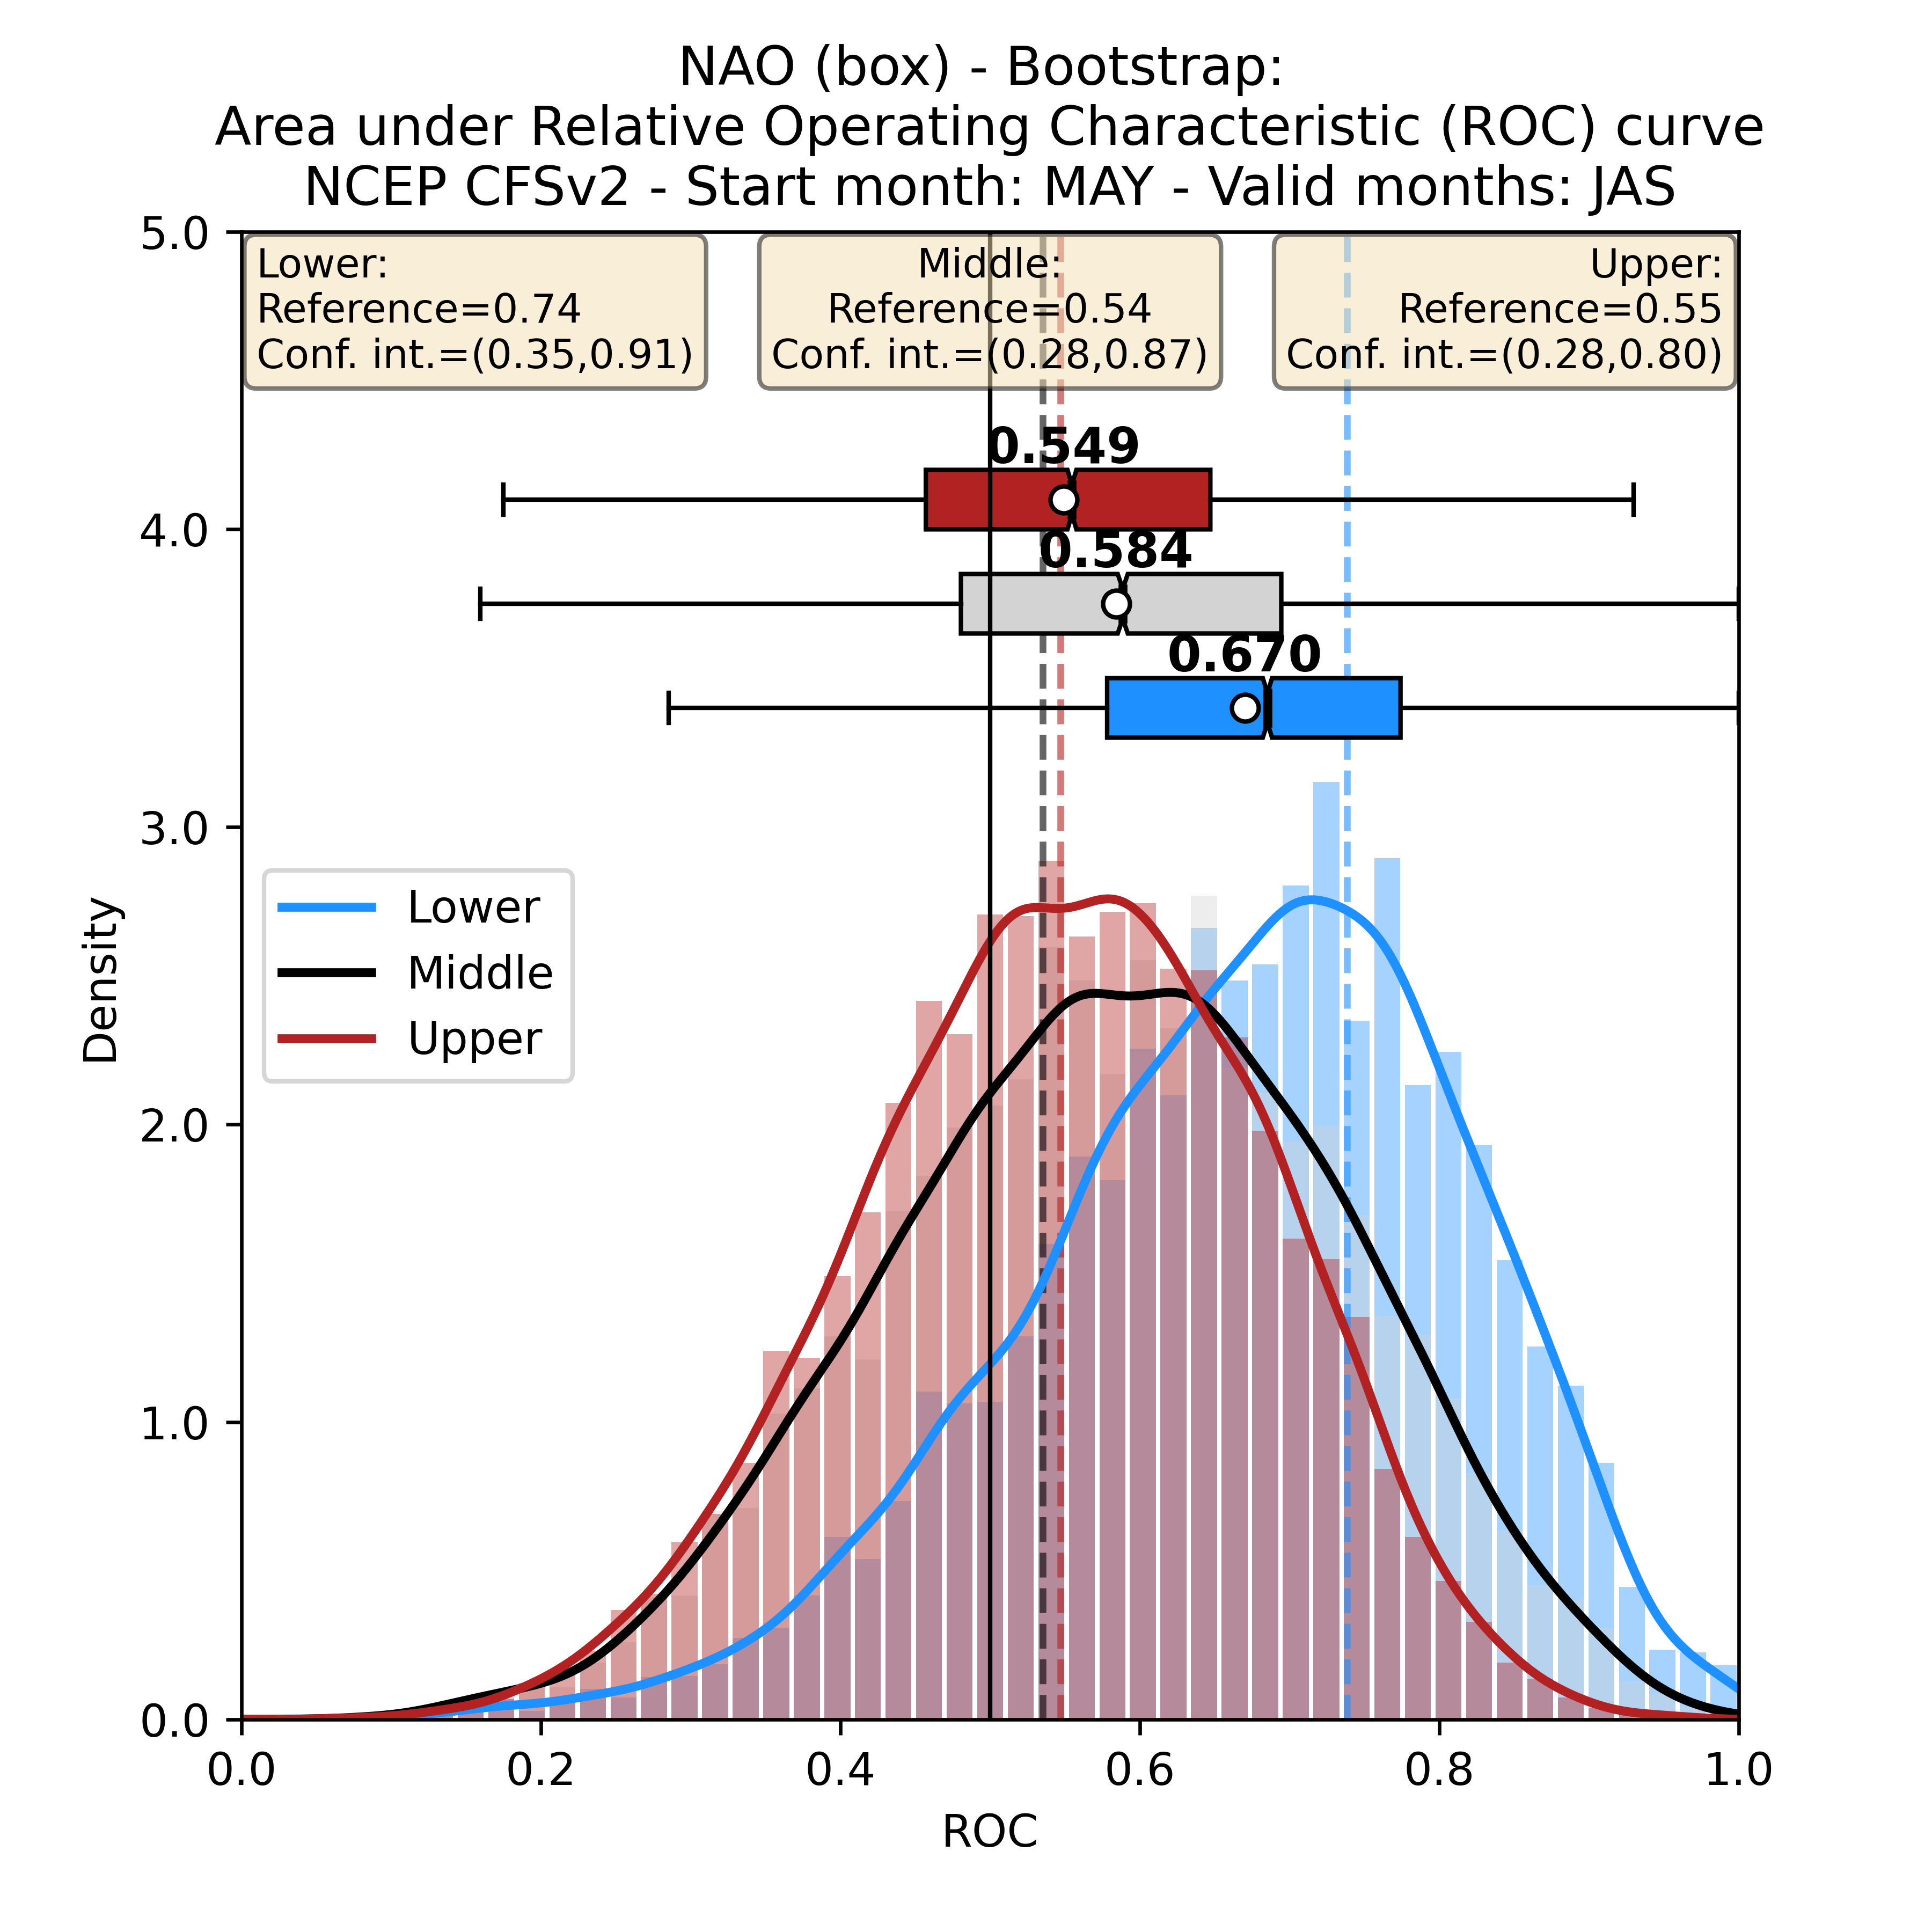 NAO (box) - Bootstrap:
Area under Relative Operating Characteristic (ROC) curve
NCEP CFSv2 - Start month: MAY - Valid months: JAS
Lower:
Reference=0.74
Conf. int.=(0.35,0.91)
Middle:
Reference=0.54
Conf. int.=(0.28,0.87)
Upper:
Reference=0.55
Conf. int.=(0.28,0.80)
0.549
0.584
0.670
5.0
4.0
3.0
2.0
1.0
0.0
Density
Lower
Middle
Upper
0.0 0.2 0.4 0.6 0.8 1.0
ROC